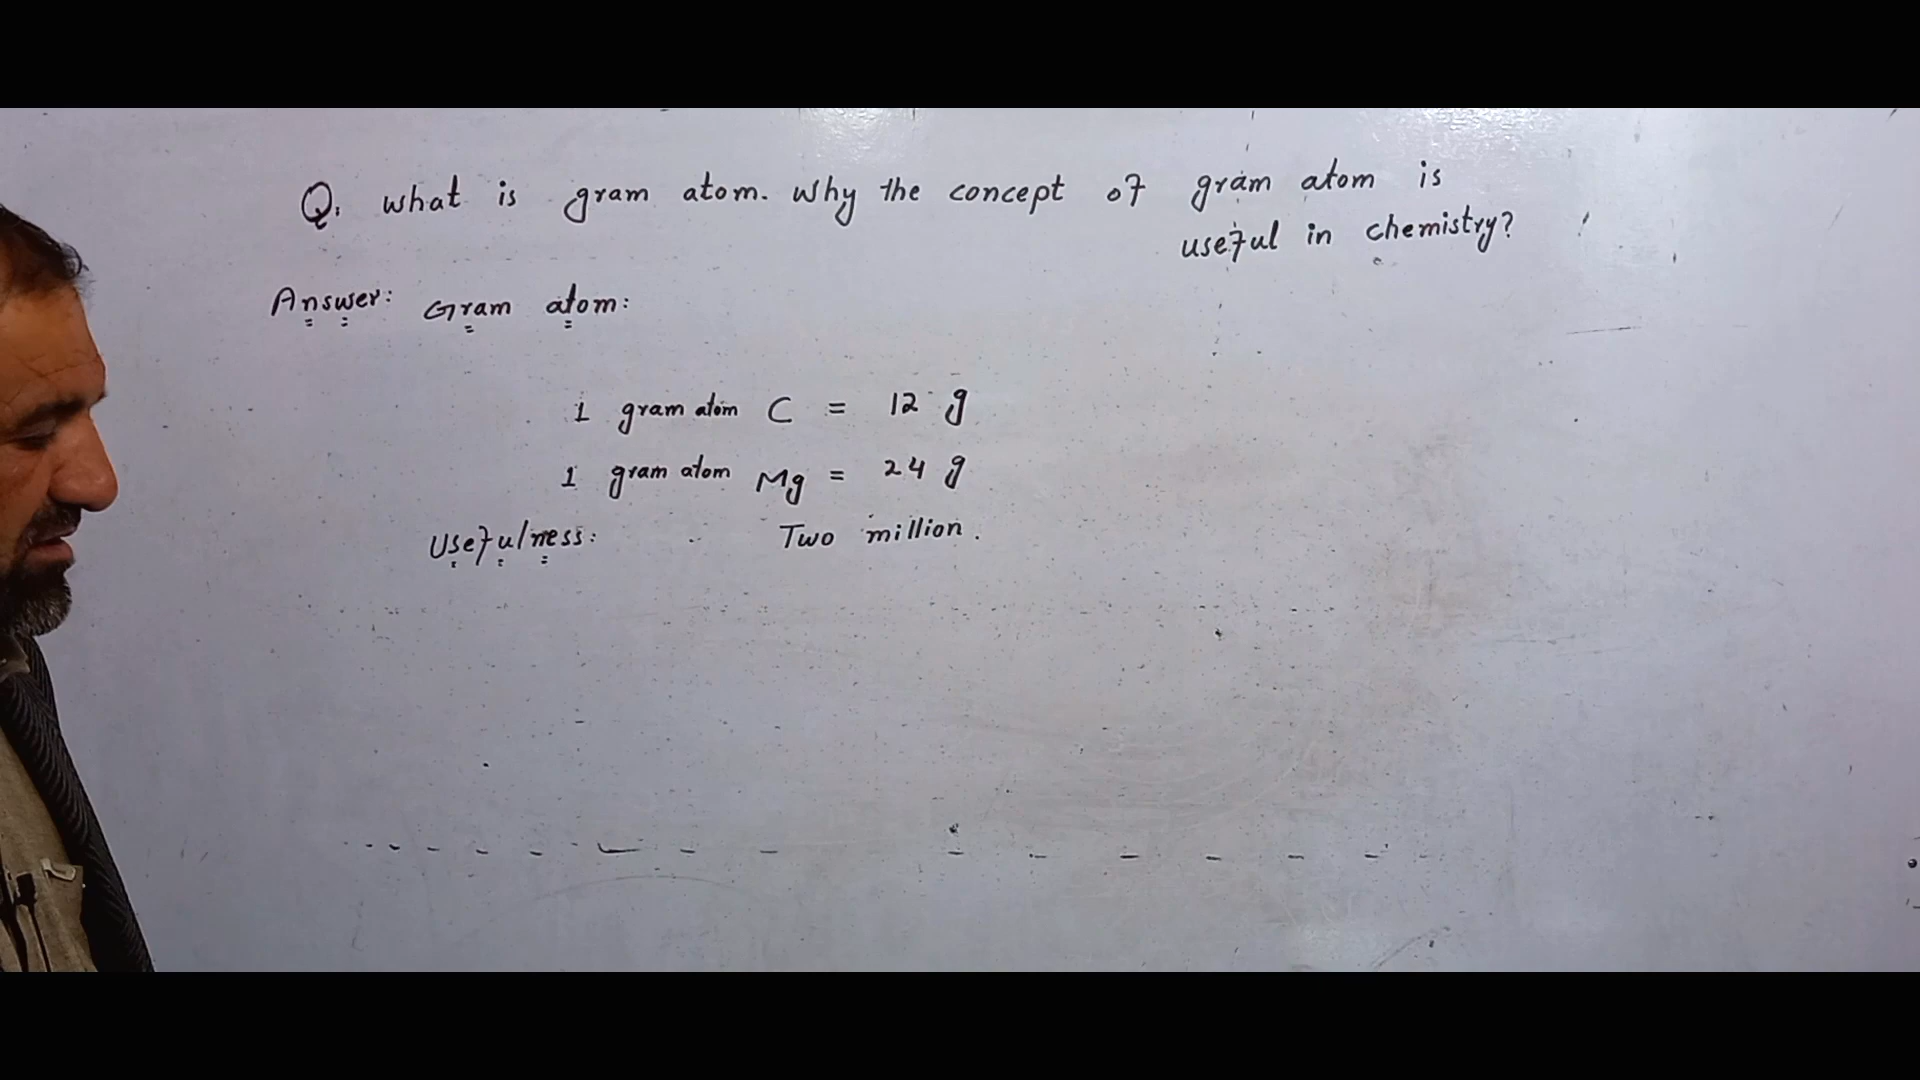 Q. what is gram atom. Why the concept of gram atom is
useful in chemistry?
Answer: Gram atom:
1 gram atom C = 12 g
1 gram atom Mg = 24 g
Usefulness: Two million.